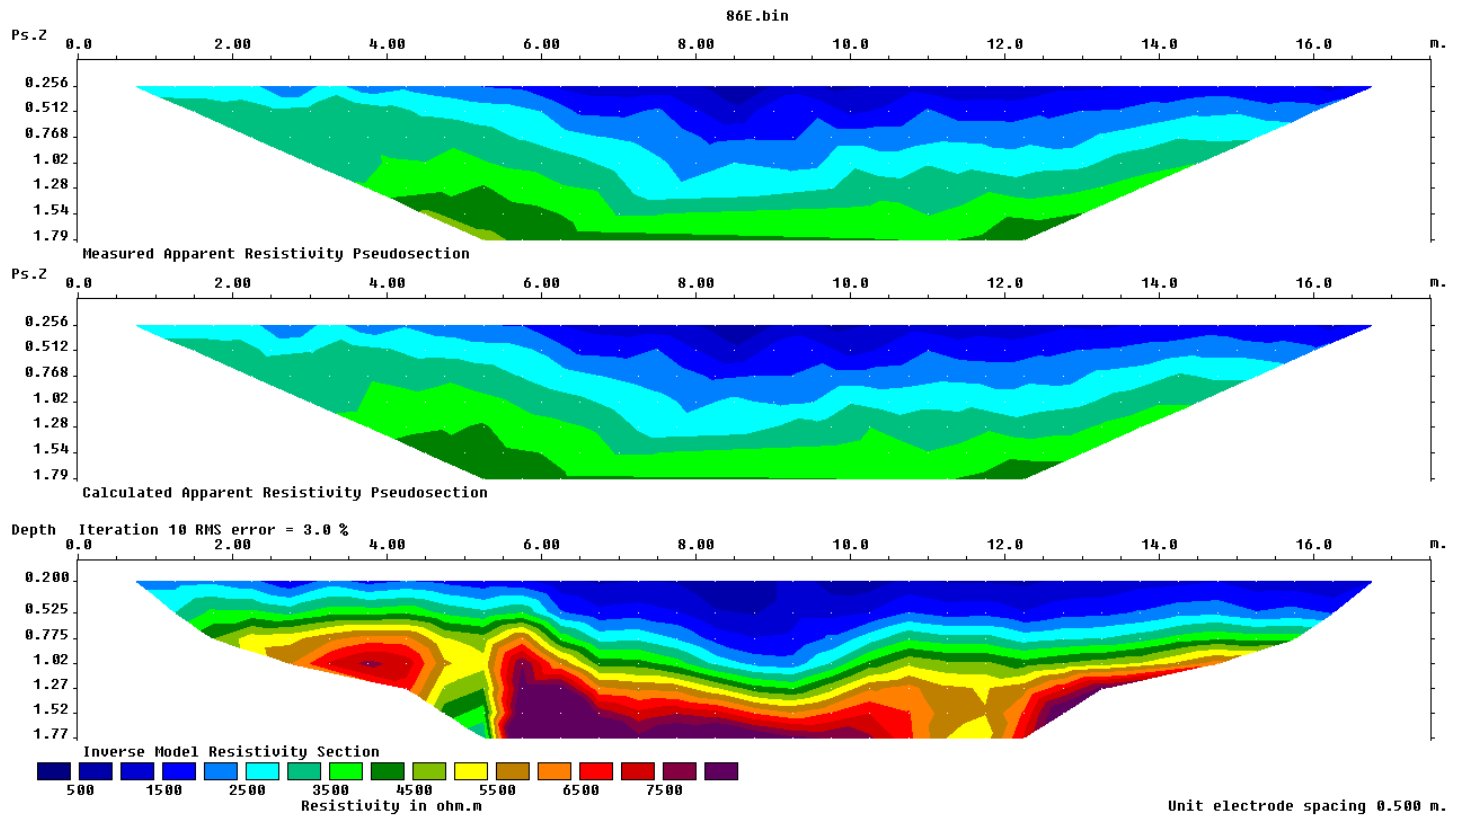 86E.bin
Ps.Z
0.0 2.00 4.00 6.00 8.00 10.0 12.0 14.0 16.0 m.
0.256
0.512
0.768
1.02
1.28
1.54
1.79
Measured Apparent Resistivity Pseudosection
Ps.Z
0.0 2.00 4.00 6.00 8.00 10.0 12.0 14.0 16.0 m.
0.256
0.512
0.768
1.02
1.28
1.54
1.79
Calculated Apparent Resistivity Pseudosection
Depth Iteration 10 RMS error = 3.0 %
0.0 2.00 4.00 6.00 8.00 10.0 12.0 14.0 16.0 m.
0.200
0.525
0.775
1.02
1.27
1.52
1.77
Inverse Model Resistivity Section
500 1500 2500 3500 4500 5500 6500 7500
Resistivity in ohm.m
Unit electrode spacing 0.500 m.